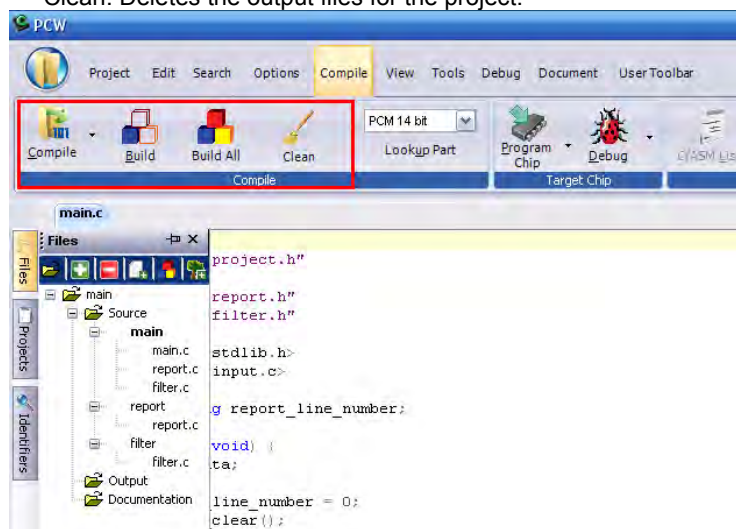 Clean: Deletes the output files for the project.
PCW
Project Edit Search Options Compile View Tools Debug Document User Toolbar
Compile Build Build All Clean
PCM 14 bit
Lookup Part
Program Chip Debug
C/ASM Lis
Compile Target Chip
main.c
Files
Files
Projects
Identifiers
main
Source
main
main.c
report.c
filter.c
report
report.c
filter
filter.c
Output
Documentation
project.h"
report.h"
filter.h"
stdlib.h>
input.c>
g report_line_number;
void) {
ta;
line_number = 0;
clear();